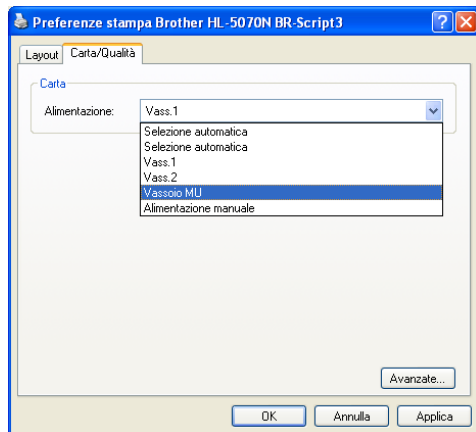 Preferenze stampa Brother HL-5070N BR-Script3
Layout Carta/Qualità
Carta
Alimentazione: Vass.1
Selezione automatica
Selezione automatica
Vass.1
Vass.2
Vassoio MU
Alimentazione manuale
Avanzate...
OK Annulla Applica